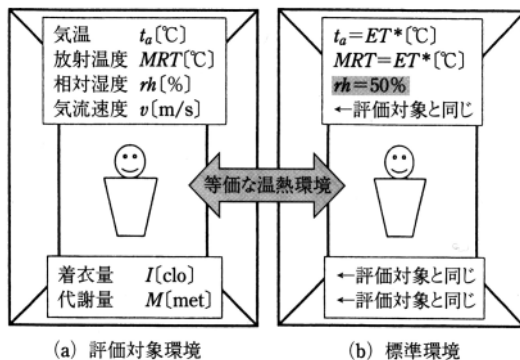 気温 t_a〔℃〕
放射温度 MRT〔℃〕
相対湿度 rh〔%〕
気流速度 v〔m/s〕
t_a=ET*〔℃〕
MRT=ET*〔℃〕
rh=50%
←評価対象と同じ
等価な温熱環境
着衣量 I〔clo〕
代謝量 M〔met〕
←評価対象と同じ
←評価対象と同じ
(a) 評価対象環境
(b) 標準環境